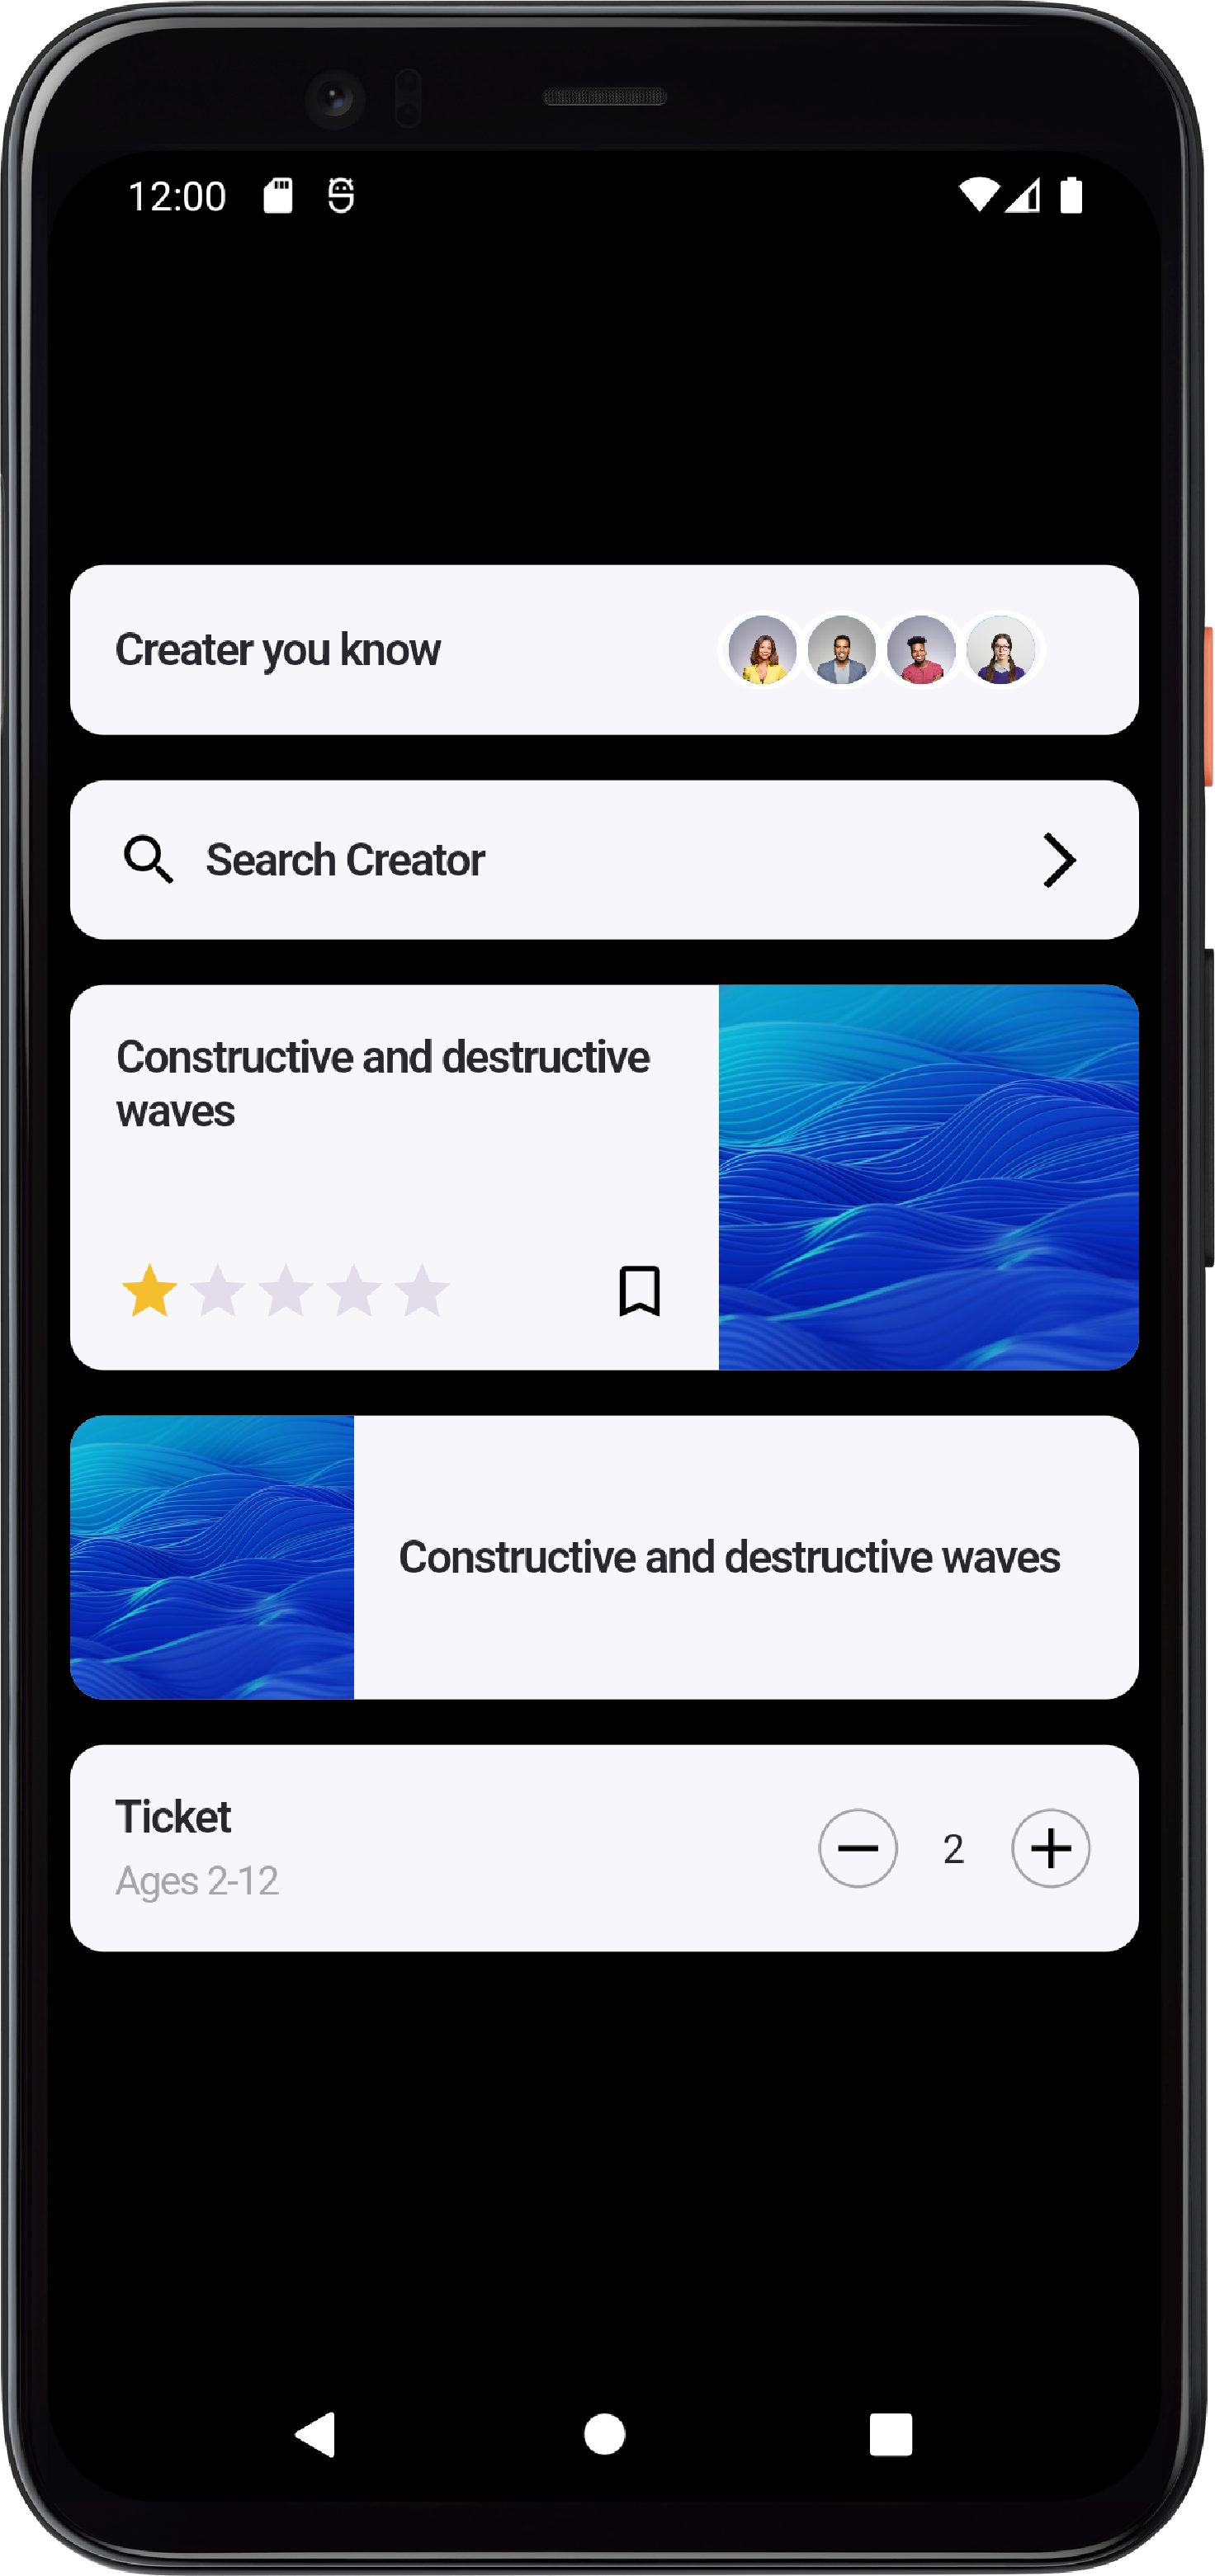 12:00
Creater you know
Search Creator
Constructive and destructive
waves
Constructive and destructive waves
Ticket
Ages 2-12
2